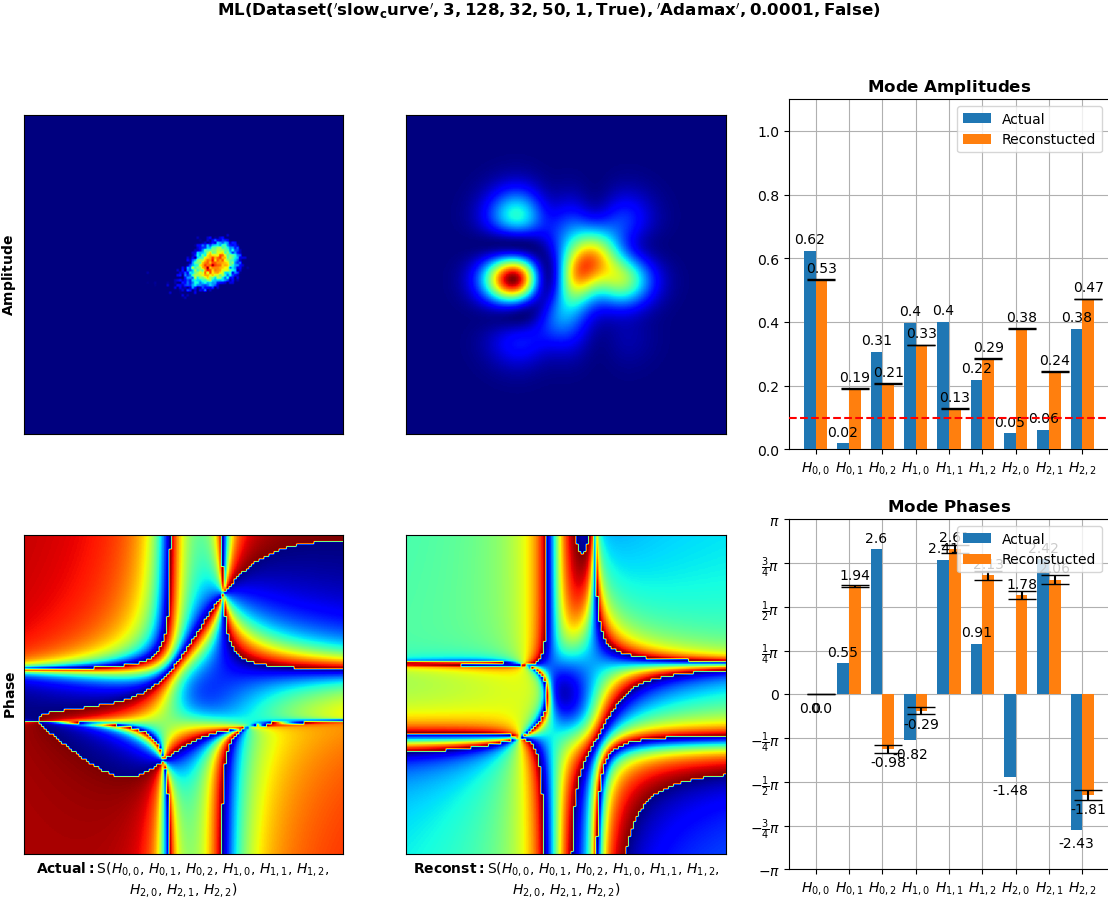 ML(Dataset('slow_curve', 3, 128, 32, 50, 1, True), 'Adamax', 0.0001, False)
Amplitude
Mode Amplitudes
Actual
Reconstucted
1.0
0.8
0.6
0.4
0.2
0.0
0.62
0.53
0.02
0.19
0.31
0.21
0.4
0.33
0.4
0.13
0.22
0.29
0.05
0.38
0.06
0.24
0.38
0.47
H0,0 H0,1 H0,2 H1,0 H1,1 H1,2 H2,0 H2,1 H2,2
Phase
Actual: S(H0,0, H0,1, H0,2, H1,0, H1,1, H1,2,
H2,0, H2,1, H2,2)
Reconst: S(H0,0, H0,1, H0,2, H1,0, H1,1, H1,2,
H2,0, H2,1, H2,2)
Mode Phases
Actual
Reconstucted
π
3/4π
1/2π
1/4π
0
−1/4π
−1/2π
−3/4π
−π
0.0
0.0
0.55
1.94
2.6
-0.98
-0.82
-0.29
0.91
2.13
-1.48
1.78
2.42
-2.43
-1.81
H0,0 H0,1 H0,2 H1,0 H1,1 H1,2 H2,0 H2,1 H2,2